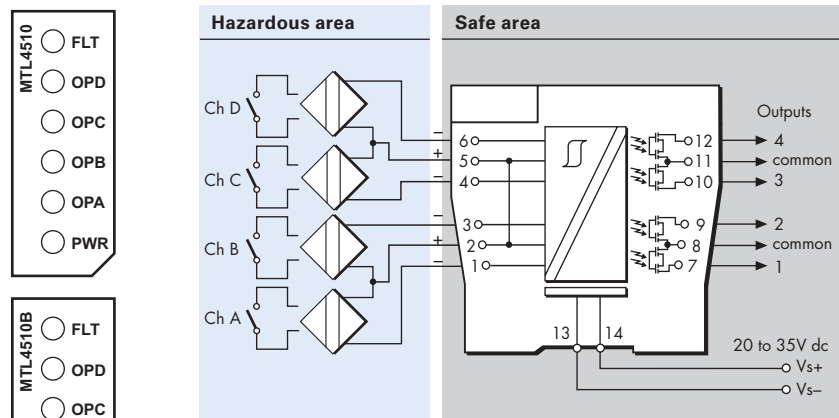 MTL4510
FLT
OPD
OPC
OPB
OPA
PWR
MTL4510B
FLT
OPD
OPC
Hazardous area
Safe area
Ch D
Ch C
Ch B
Ch A
–
+
–
–
+
–
6
5
4
3
2
1
Outputs
12 4
11 common
10 3
9 2
8 common
7 1
13 14
20 to 35V dc
Vs+
Vs–